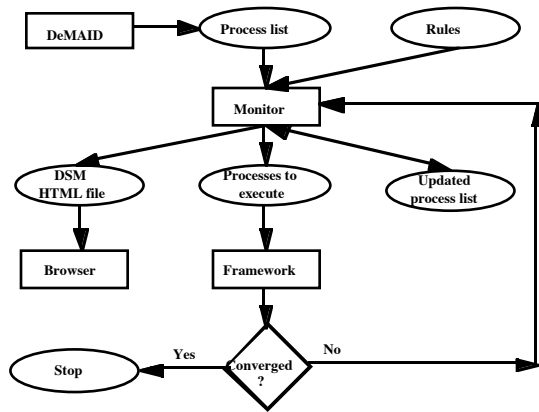 DeMAID
Process list
Rules
Monitor
DSM
HTML file
Processes to
execute
Updated
process list
Browser
Framework
Yes
No
Stop
Converged
?